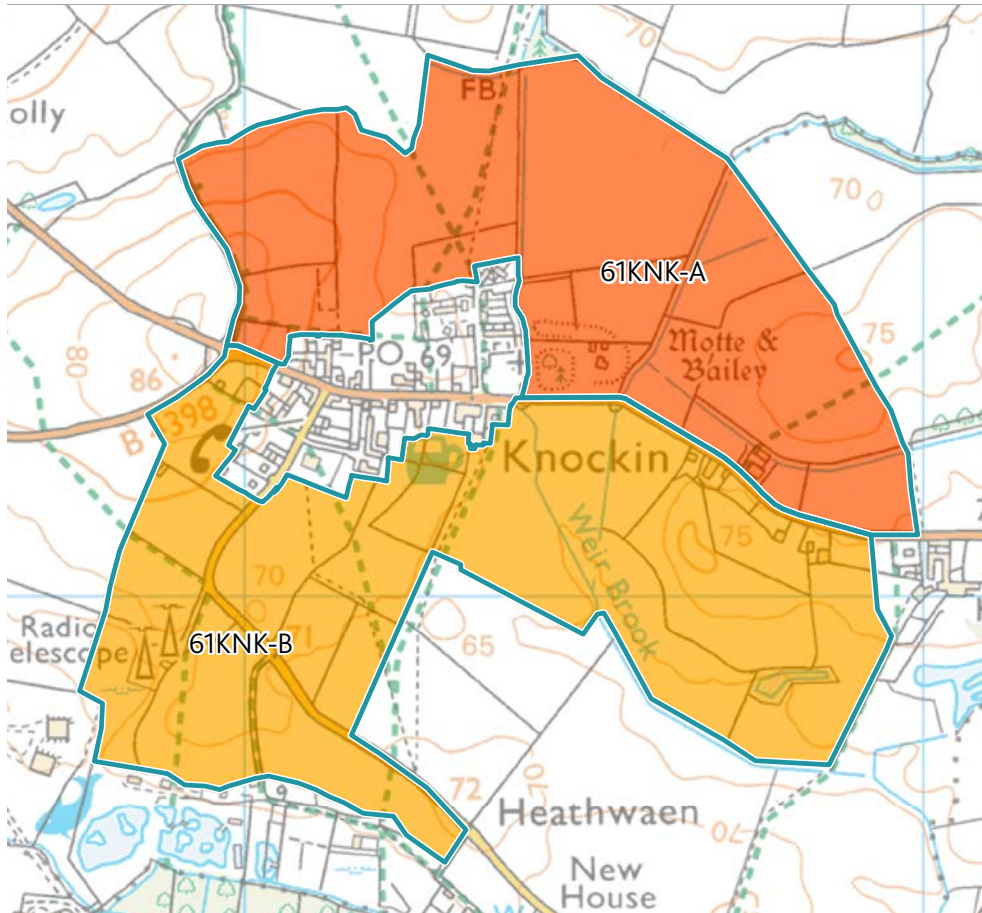 70
olly
FB
70
61KNK-A
75
Motte &
Bailey
PO
69
80
86
B 4398
Knockin
Weir Brook
75
70
71
Radio
elescope
61KNK-B
65
72
70
70
Heathwaen
New
House
W